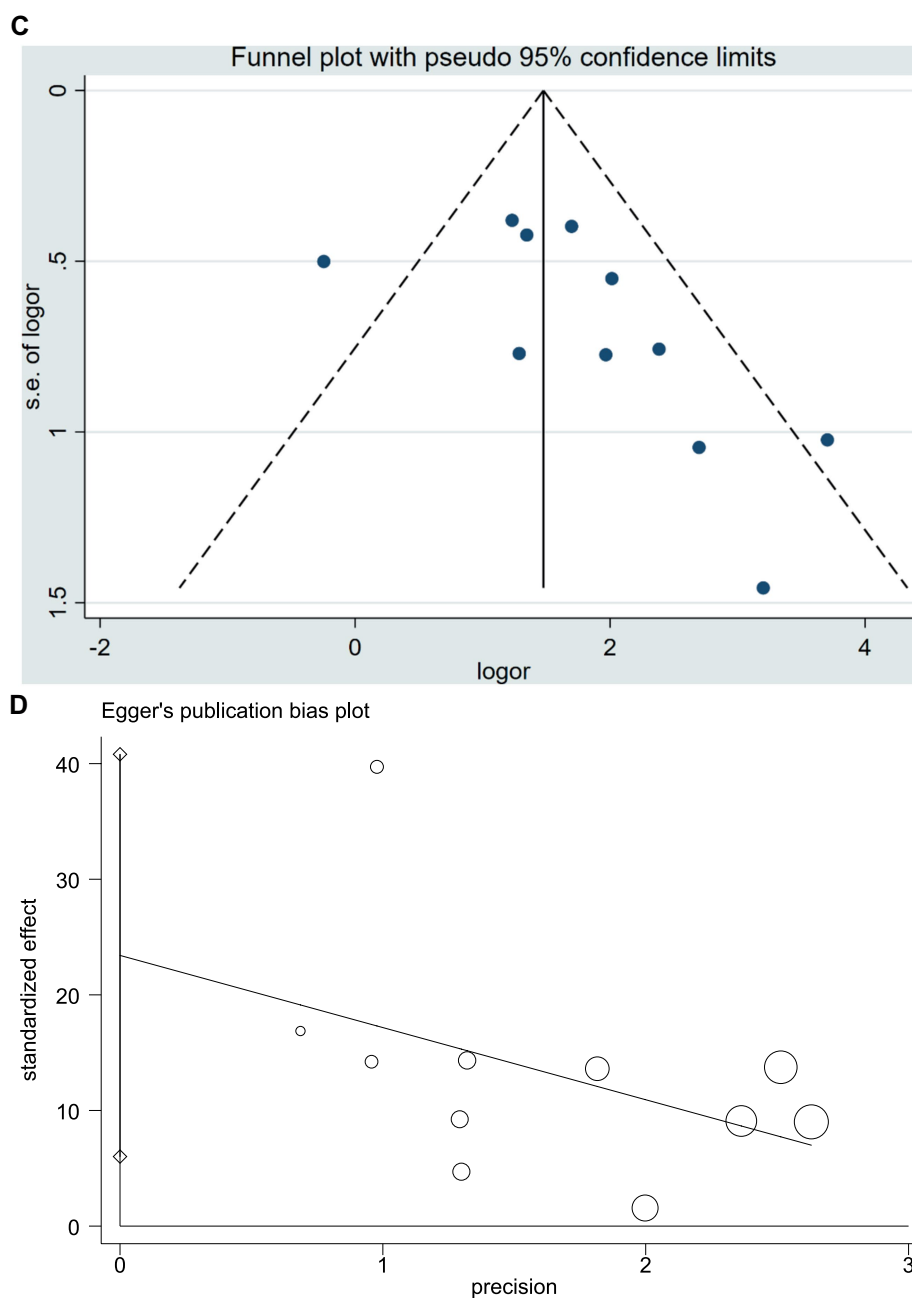 C
Funnel plot with pseudo 95% confidence limits
0
.5
1
1.5
s.e. of logor
-2 0 2 4
logor
D
Egger's publication bias plot
40
30
20
10
0
standardized effect
0 1 2 3
precision